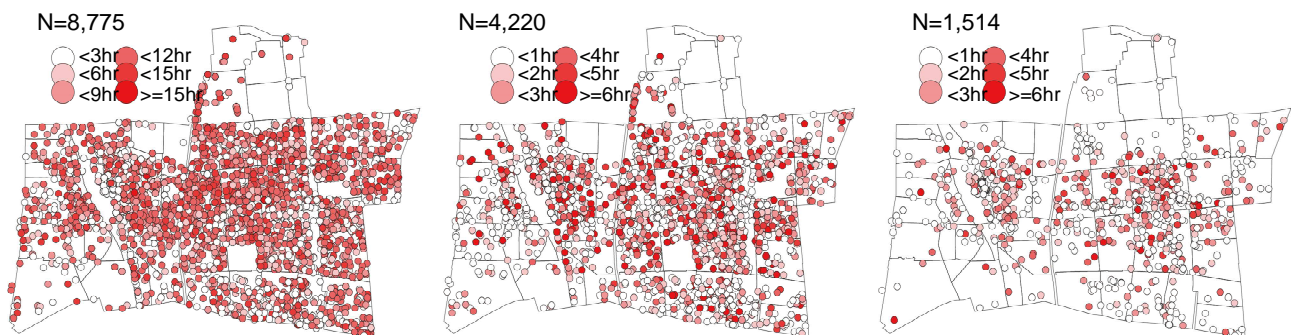 N=8,775
<3hr <12hr
<6hr <15hr
<9hr >=15hr
N=4,220
<1hr <4hr
<2hr <5hr
<3hr >=6hr
N=1,514
<1hr <4hr
<2hr <5hr
<3hr >=6hr